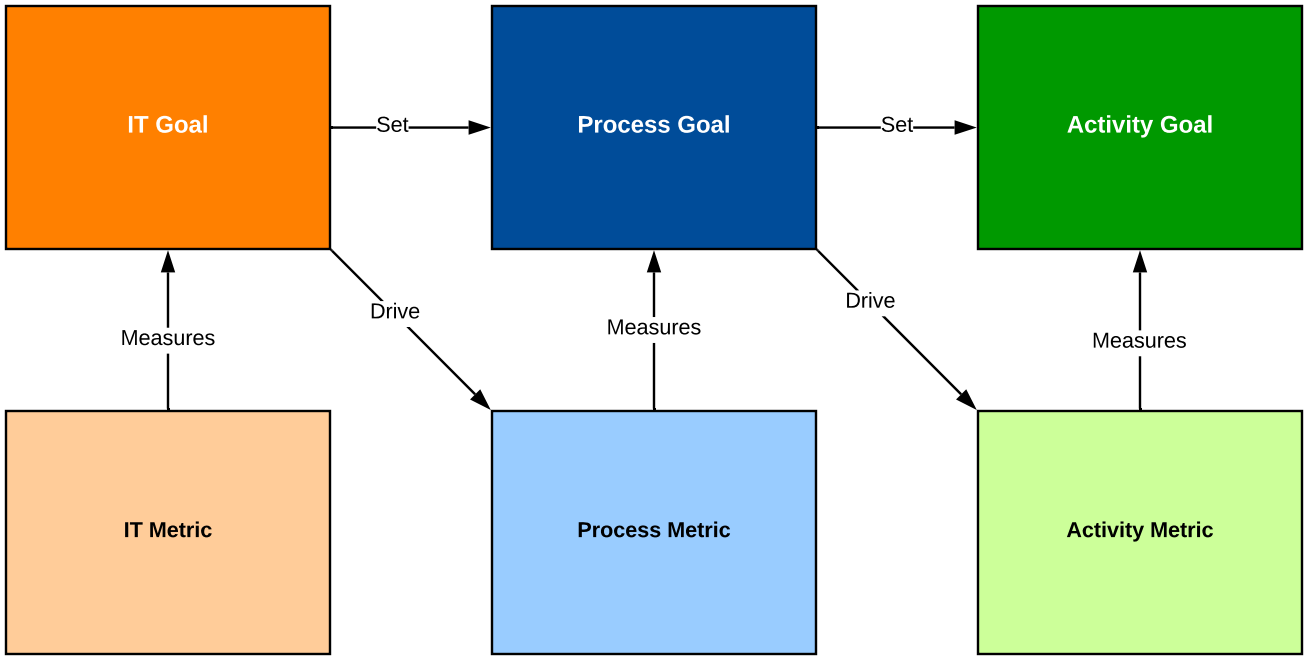 IT Goal
Set
Process Goal
Set
Activity Goal
Drive
Drive
Measures
Measures
Measures
IT Metric
Process Metric
Activity Metric